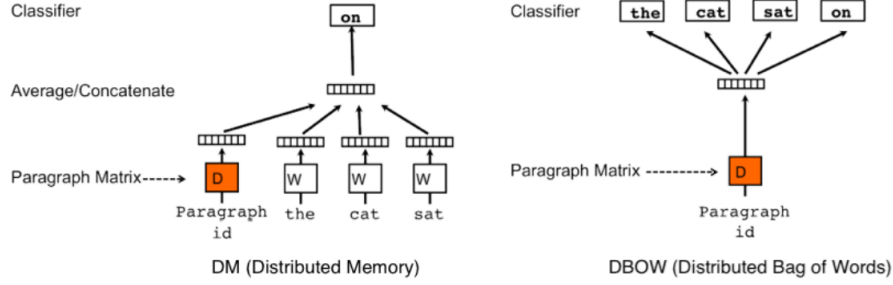 Classifier
on
Average/Concatenate
Paragraph Matrix
D
W
W
W
Paragraph
id
the
cat
sat
DM (Distributed Memory)
Classifier
the
cat
sat
on
Paragraph Matrix
D
Paragraph
id
DBOW (Distributed Bag of Words)